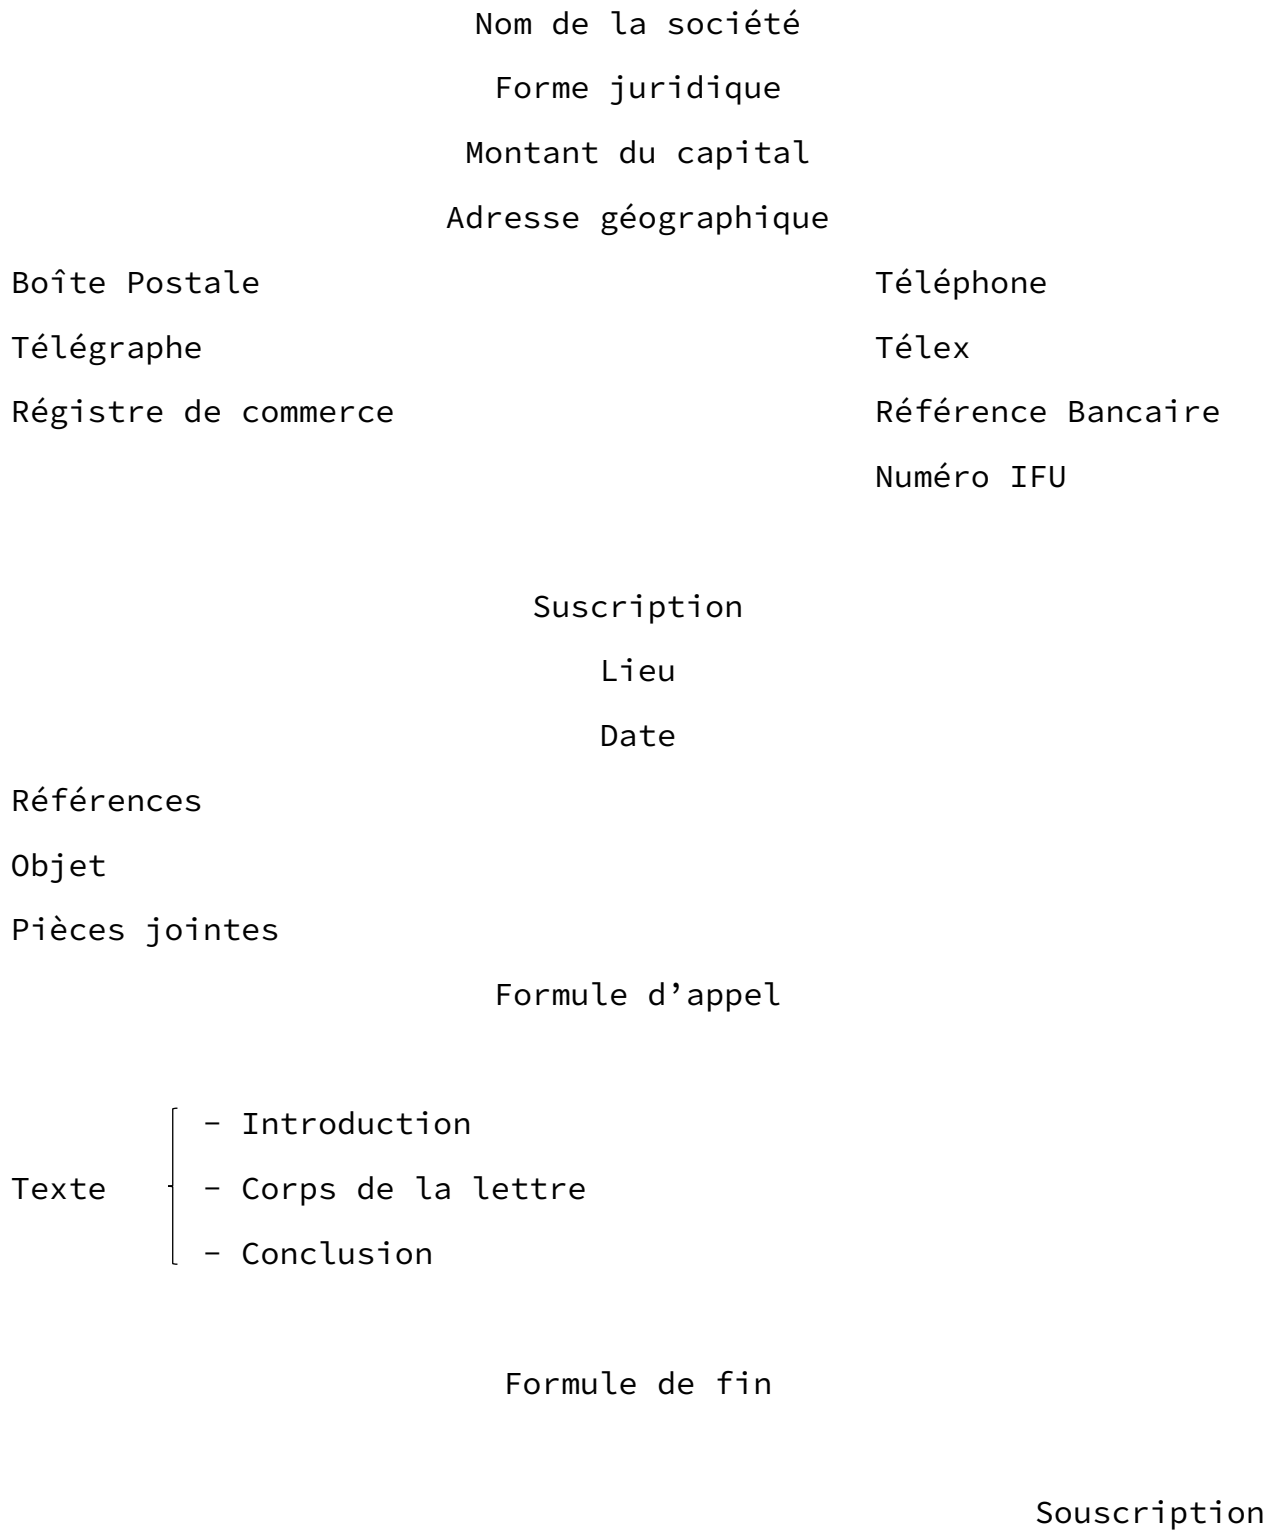 Nom de la société
Forme juridique
Montant du capital
Adresse géographique
Boîte Postale Téléphone
Télégraphe Télex
Régistre de commerce Référence Bancaire
Numéro IFU
Suscription
Lieu
Date
Références
Objet
Pièces jointes
Formule d’appel
- Introduction
Texte - Corps de la lettre
- Conclusion
Formule de fin
Souscription